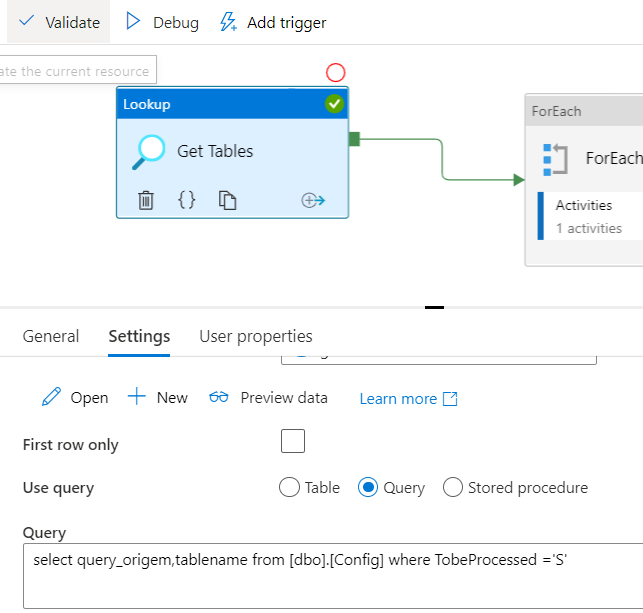 Validate Debug Add trigger
ate the current resource
Lookup
ForEach
Get Tables
ForEach
Activities
1 activities
General Settings User properties
Open New Preview data Learn more
First row only
Use query Table Query Stored procedure
Query
select query_origem,tablename from [dbo].[Config] where TobeProcessed ='S'